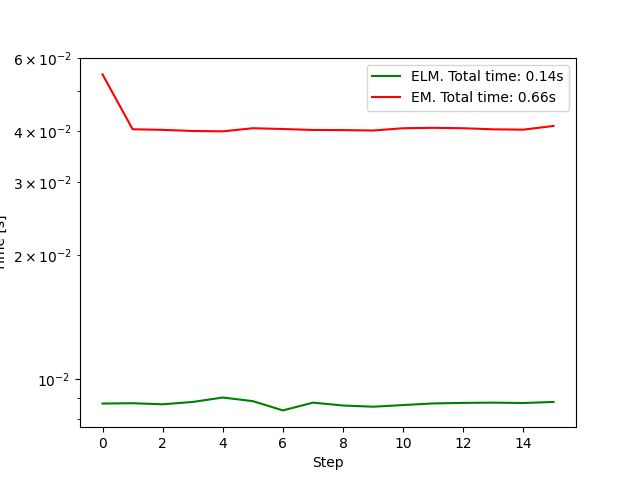 6 × 10⁻²
4 × 10⁻²
3 × 10⁻²
2 × 10⁻²
10⁻²
ELM. Total time: 0.14s
EM. Total time: 0.66s
0 2 4 6 8 10 12 14
Step